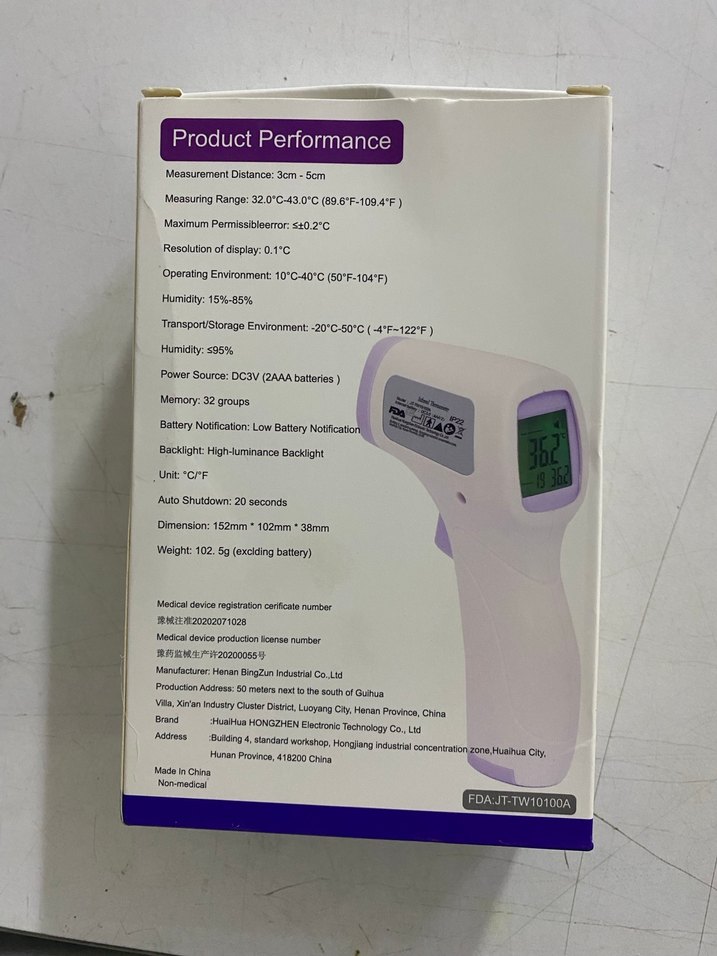 Product Performance
Measurement Distance: 3cm - 5cm
Measuring Range: 32.0°C-43.0°C (89.6°F-109.4°F )
Maximum Permissibleerror: ≤±0.2°C
Resolution of display: 0.1°C
Operating Environment: 10°C-40°C (50°F-104°F)
Humidity: 15%-85%
Transport/Storage Environment: -20°C-50°C ( -4°F~122°F )
Humidity: ≤95%
Power Source: DC3V (2AAA batteries )
Memory: 32 groups
Battery Notification: Low Battery Notification
Backlight: High-luminance Backlight
Unit: °C/°F
Auto Shutdown: 20 seconds
Dimension: 152mm * 102mm * 38mm
Weight: 102. 5g (exclding battery)
Infrared Thermometer
FDA
IP22
36.2
°C
19 36.2
Medical device registration cerificate number
豫械注准20202071028
Medical device production license number
豫药监械生产许20200055号
Manufacturer: Henan BingZun Industrial Co.,Ltd
Production Address: 50 meters next to the south of Guihua
Villa, Xin'an Industry Cluster District, Luoyang City, Henan Province, China
Brand :HuaiHua HONGZHEN Electronic Technology Co., Ltd
Address :Building 4, standard workshop, Hongjiang industrial concentration zone,Huaihua City,
Hunan Province, 418200 China
Made In China
Non-medical
FDA:JT-TW10100A